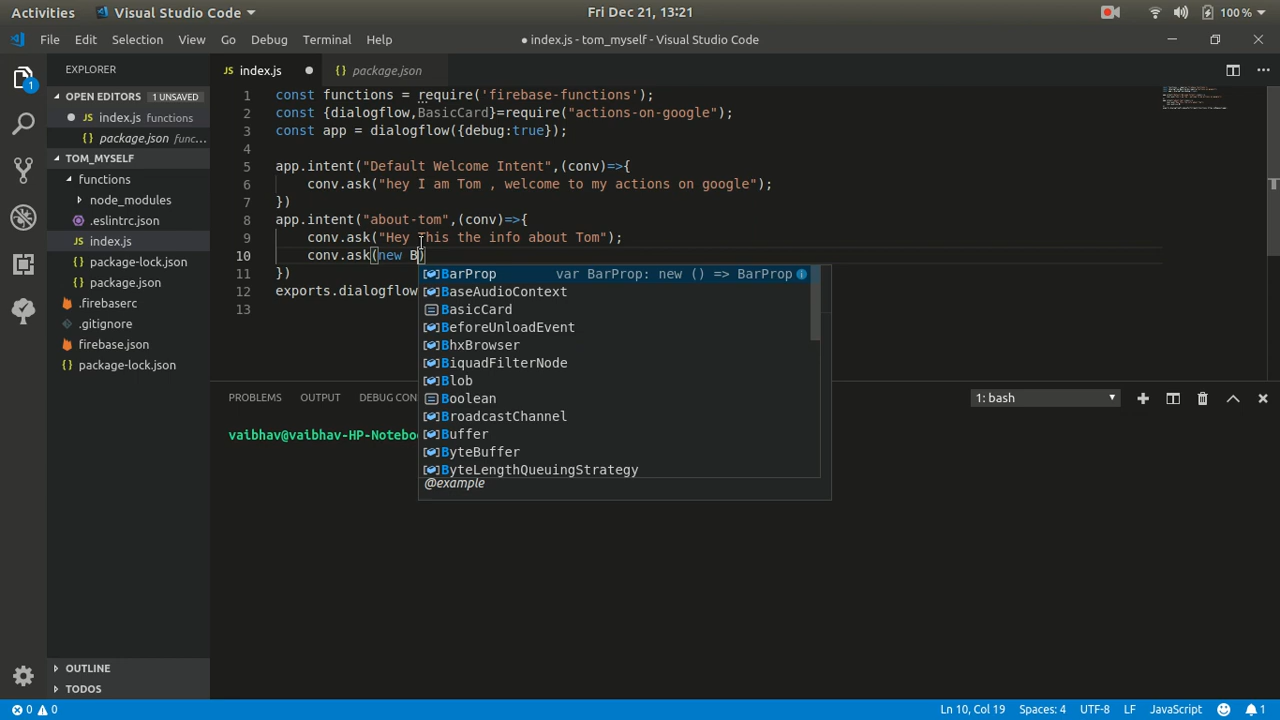 Activities Visual Studio Code Fri Dec 21, 13:21 100 %
File Edit Selection View Go Debug Terminal Help ● index.js - tom_myself - Visual Studio Code
EXPLORER
OPEN EDITORS 1 UNSAVED
index.js functions
package.json func...
TOM_MYSELF
functions
node_modules
.eslintrc.json
index.js
package-lock.json
package.json
.firebaserc
.gitignore
firebase.json
package-lock.json
OUTLINE
TODOS
JS index.js ● {} package.json
1 const functions = require('firebase-functions');
2 const {dialogflow,BasicCard}=require("actions-on-google");
3 const app = dialogflow({debug:true});
4
5 app.intent("Default Welcome Intent",(conv)=>{
6 conv.ask("hey I am Tom , welcome to my actions on google");
7 })
8 app.intent("about-tom",(conv)=>{
9 conv.ask("Hey This the info about Tom");
10 conv.ask(new B)
11 })
12 exports.dialogflow
13
BarProp var BarProp: new () => BarProp
BaseAudioContext
BasicCard
BeforeUnloadEvent
BhxBrowser
BiquadFilterNode
Blob
Boolean
BroadcastChannel
Buffer
ByteBuffer
ByteLengthQueuingStrategy
@example
PROBLEMS OUTPUT DEBUG CON 1: bash
vaibhav@vaibhav-HP-Notebo
0 0 Ln 10, Col 19 Spaces: 4 UTF-8 LF JavaScript 1